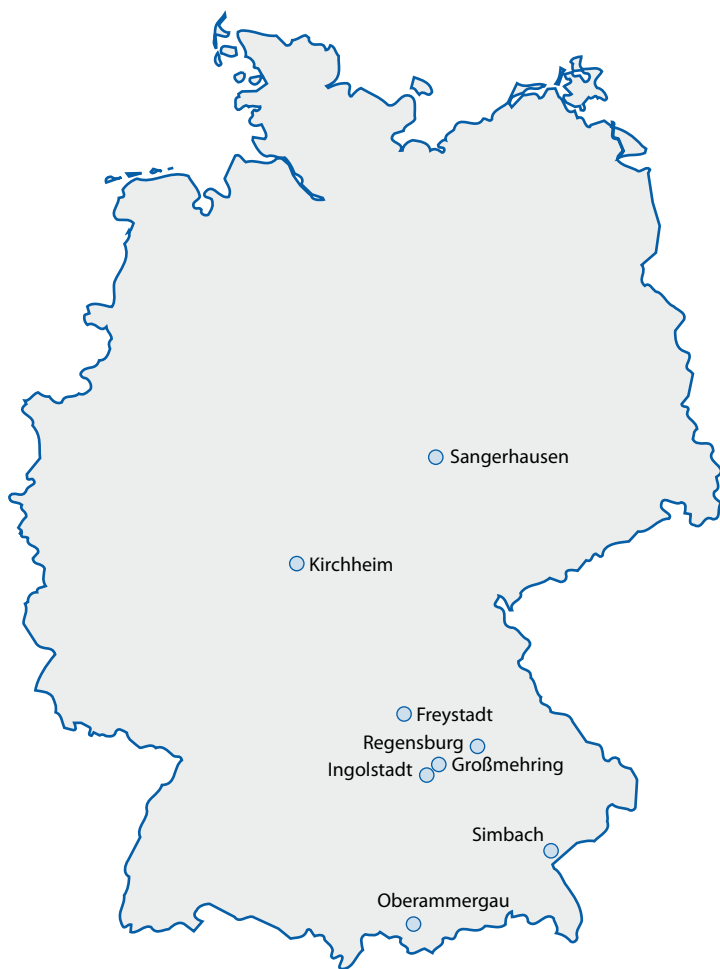 Sangerhausen
Kirchheim
Freystadt
Regensburg
Großmehring
Ingolstadt
Simbach
Oberammergau